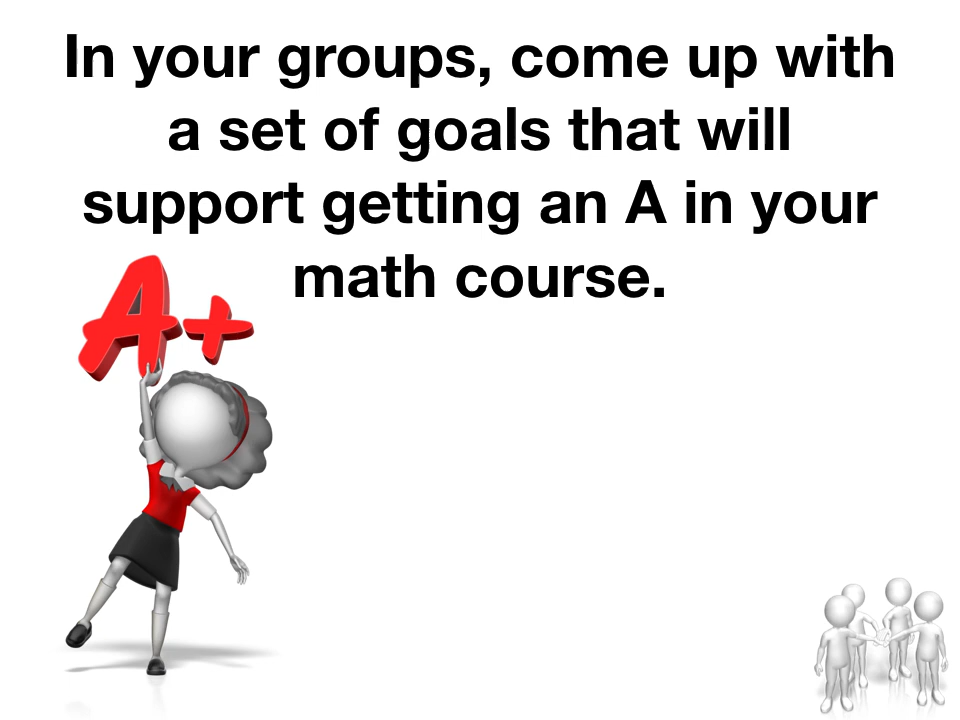 In your groups, come up with
a set of goals that will
support getting an A in your
math course.
A+